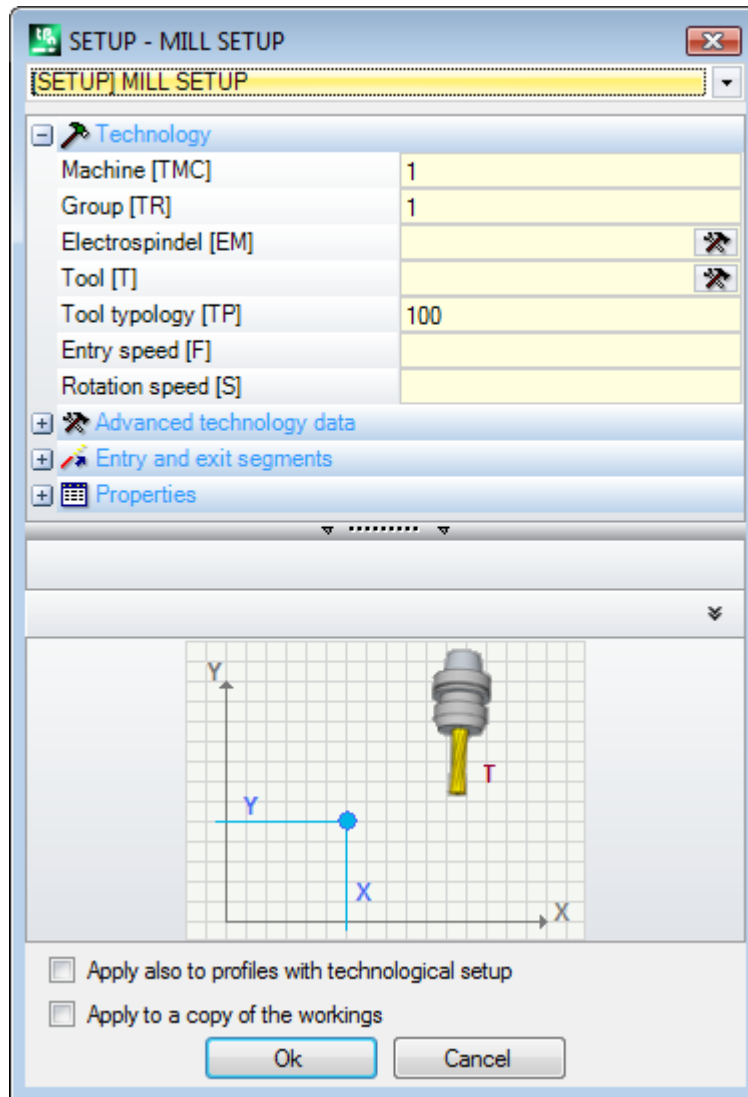 SETUP - MILL SETUP
[SETUP] MILL SETUP
Technology
Machine [TMC] 1
Group [TR] 1
Electrospindel [EM]
Tool [T]
Tool typology [TP] 100
Entry speed [F]
Rotation speed [S]
Advanced technology data
Entry and exit segments
Properties
Y
T
Y
X
X
Apply also to profiles with technological setup
Apply to a copy of the workings
Ok Cancel